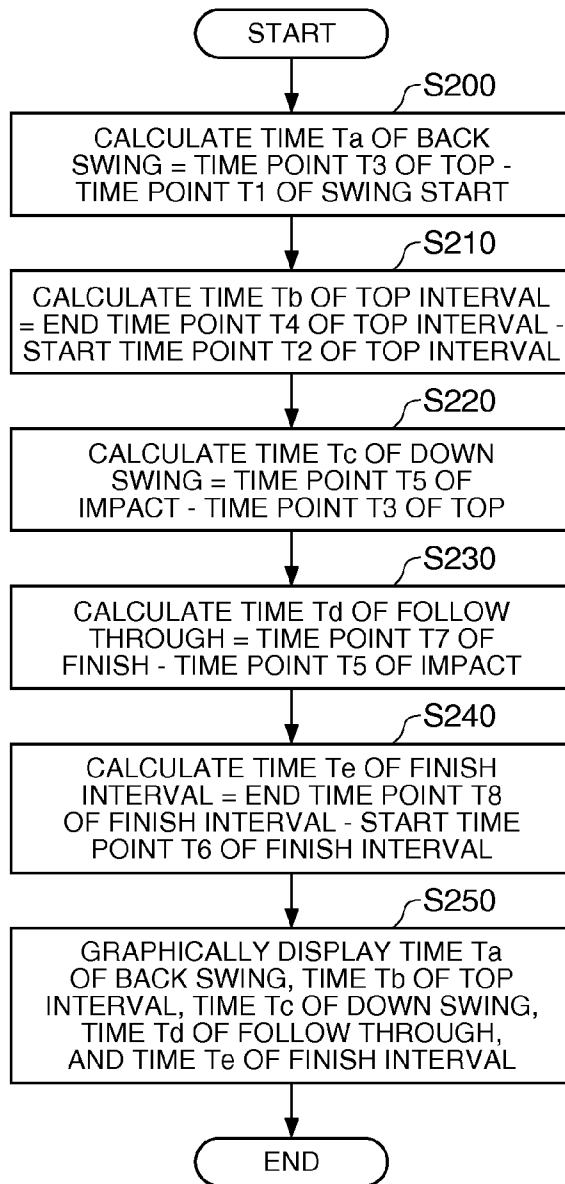 START
S200
CALCULATE TIME Ta OF BACK
SWING = TIME POINT T3 OF TOP -
TIME POINT T1 OF SWING START
S210
CALCULATE TIME Tb OF TOP INTERVAL
= END TIME POINT T4 OF TOP INTERVAL -
START TIME POINT T2 OF TOP INTERVAL
S220
CALCULATE TIME Tc OF DOWN
SWING = TIME POINT T5 OF
IMPACT - TIME POINT T3 OF TOP
S230
CALCULATE TIME Td OF FOLLOW
THROUGH = TIME POINT T7 OF
FINISH - TIME POINT T5 OF IMPACT
S240
CALCULATE TIME Te OF FINISH
INTERVAL = END TIME POINT T8
OF FINISH INTERVAL - START TIME
POINT T6 OF FINISH INTERVAL
S250
GRAPHICALLY DISPLAY TIME Ta
OF BACK SWING, TIME Tb OF TOP
INTERVAL, TIME Tc OF DOWN SWING,
TIME Td OF FOLLOW THROUGH,
AND TIME Te OF FINISH INTERVAL
END